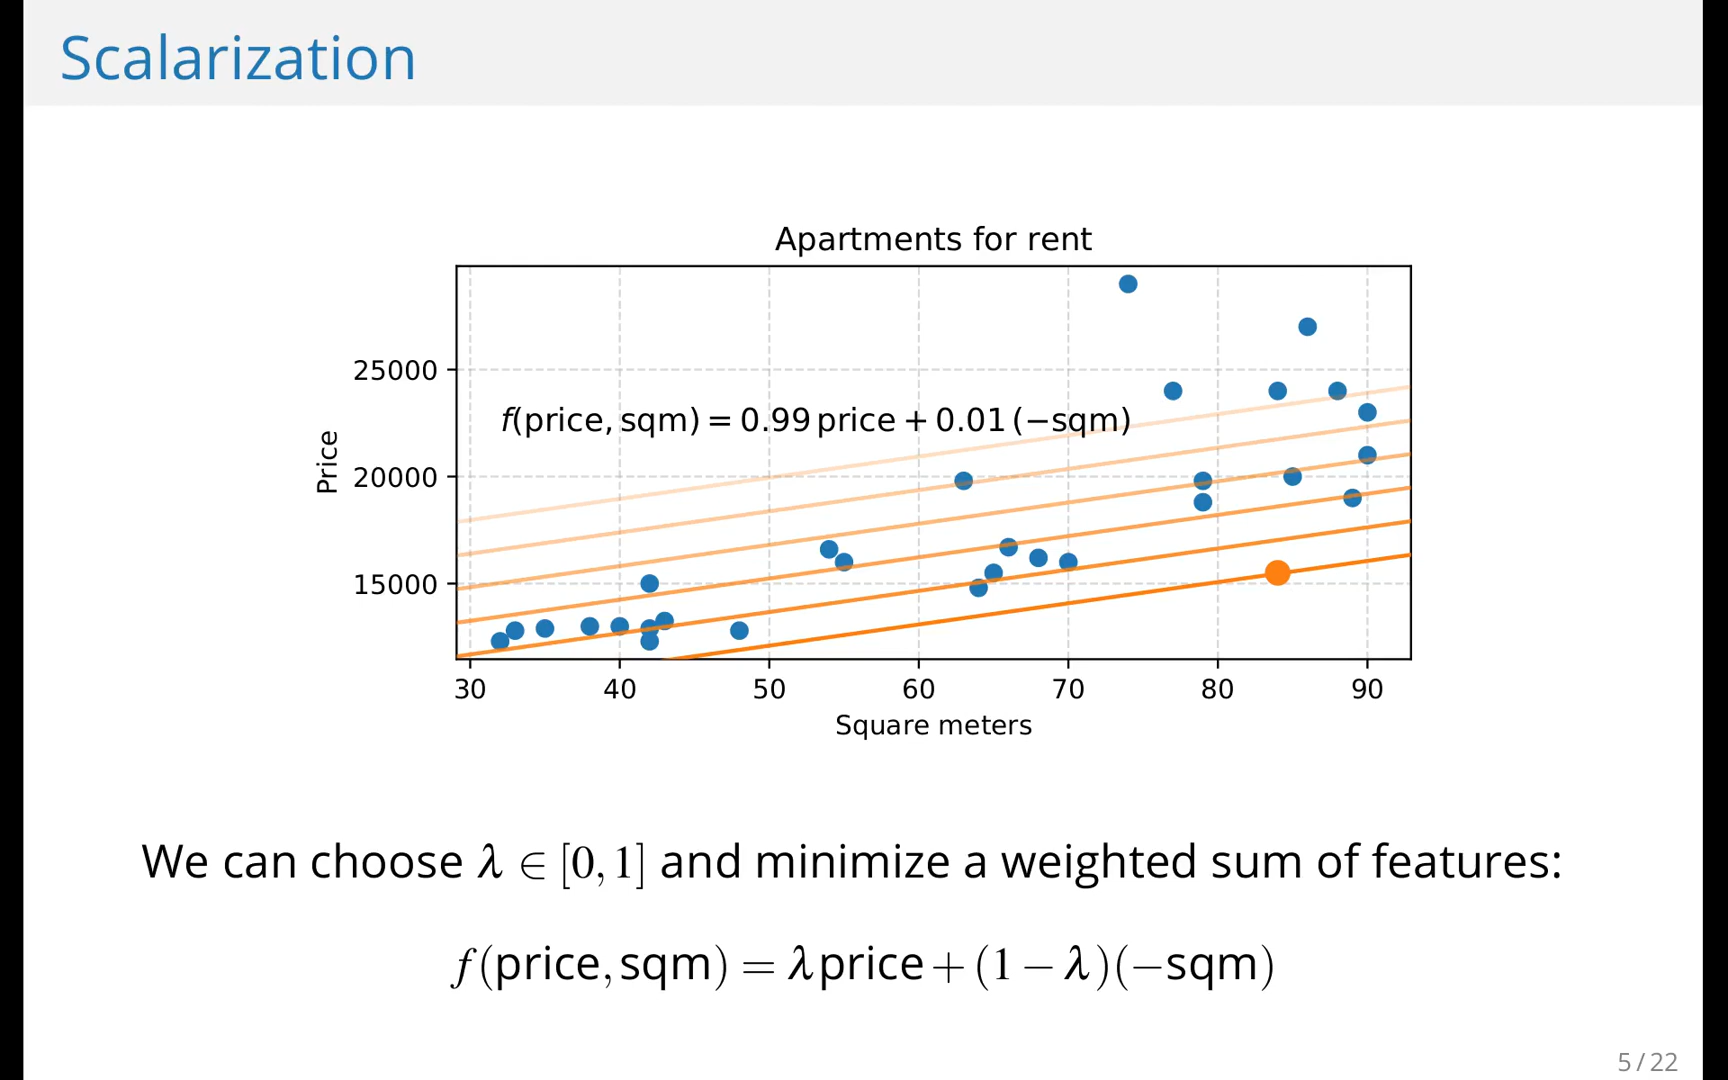 Scalarization
Apartments for rent
f(price, sqm) = 0.99 price + 0.01 (−sqm)
Price
25000
20000
15000
30 40 50 60 70 80 90
Square meters
We can choose λ ∈ [0, 1] and minimize a weighted sum of features:
f(price, sqm) = λprice + (1 − λ)(−sqm)
5 / 22